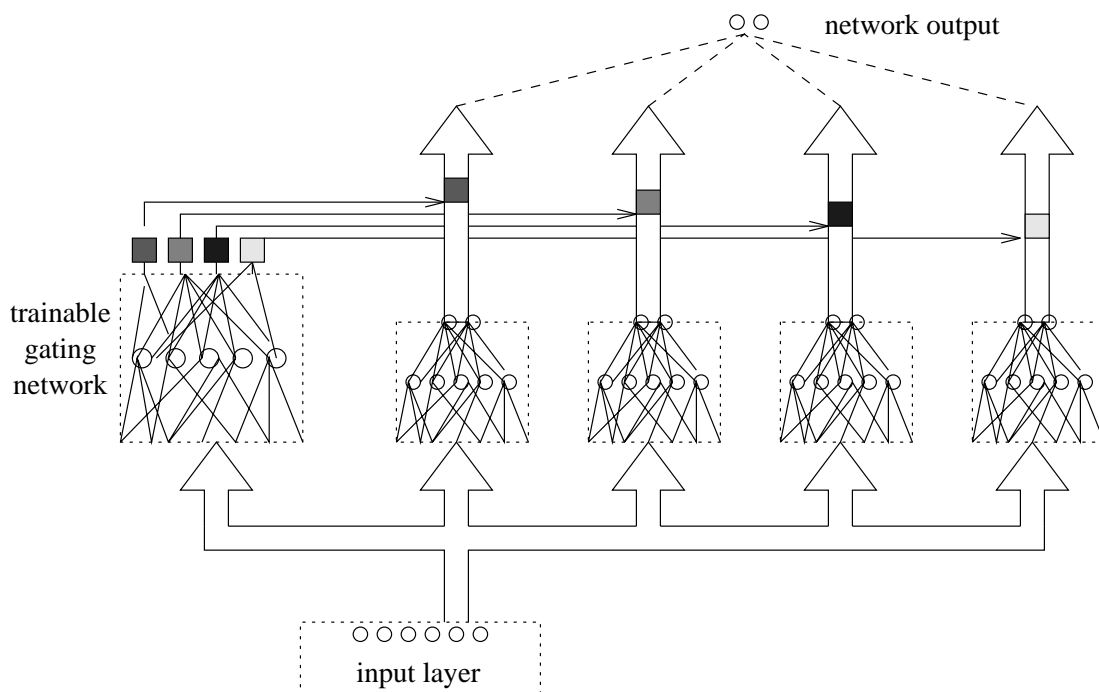 network output
trainable
gating
network
input layer